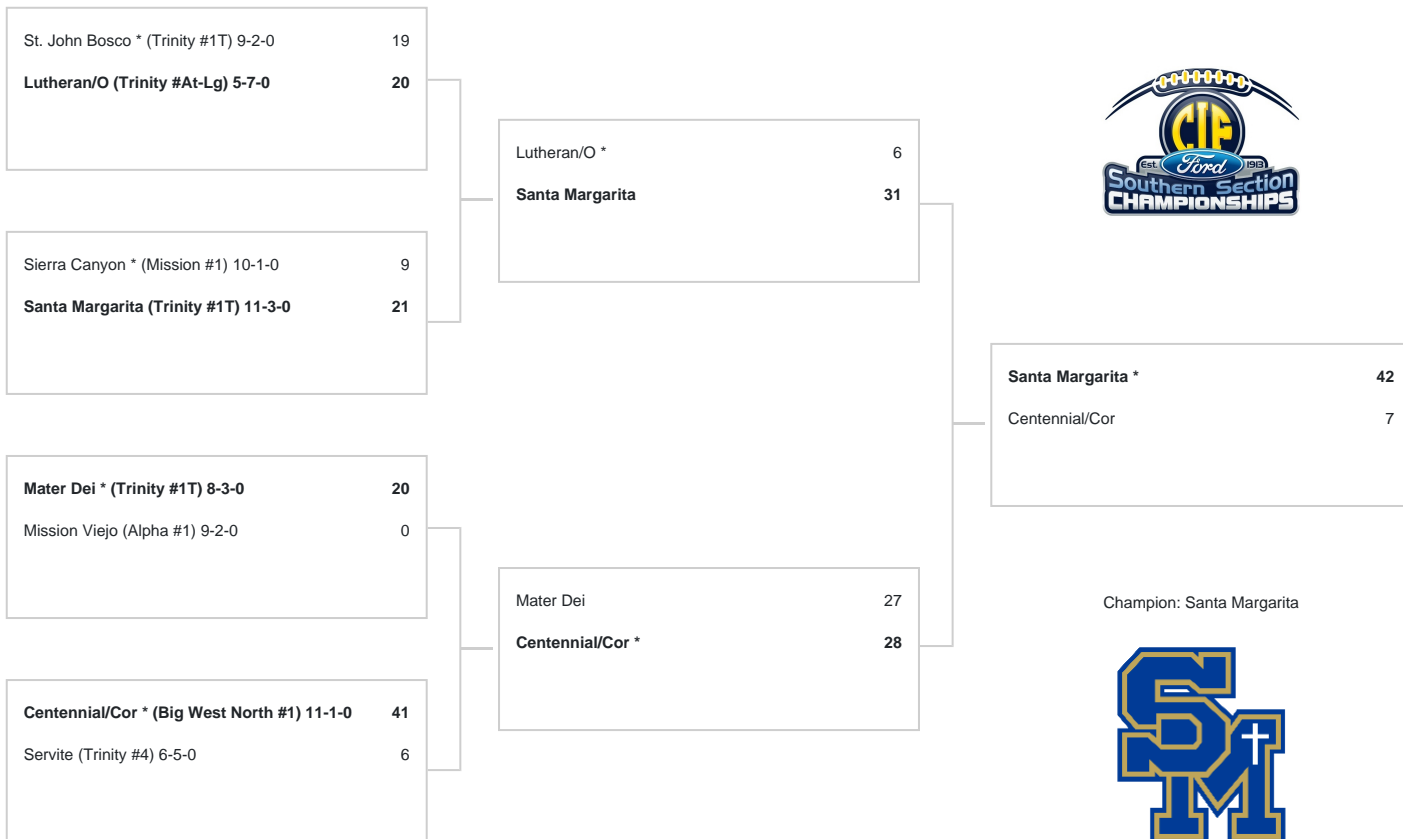 St. John Bosco * (Trinity #1T) 9-2-0 19
Lutheran/O (Trinity #At-Lg) 5-7-0 20
Sierra Canyon * (Mission #1) 10-1-0 9
Santa Margarita (Trinity #1T) 11-3-0 21
Mater Dei * (Trinity #1T) 8-3-0 20
Mission Viejo (Alpha #1) 9-2-0 0
Centennial/Cor * (Big West North #1) 11-1-0 41
Servite (Trinity #4) 6-5-0 6
Lutheran/O * 6
Santa Margarita 31
Mater Dei 27
Centennial/Cor * 28
CIF
Est. Ford 1913
Southern Section
CHAMPIONSHIPS
Santa Margarita * 42
Centennial/Cor 7
Champion: Santa Margarita
SM